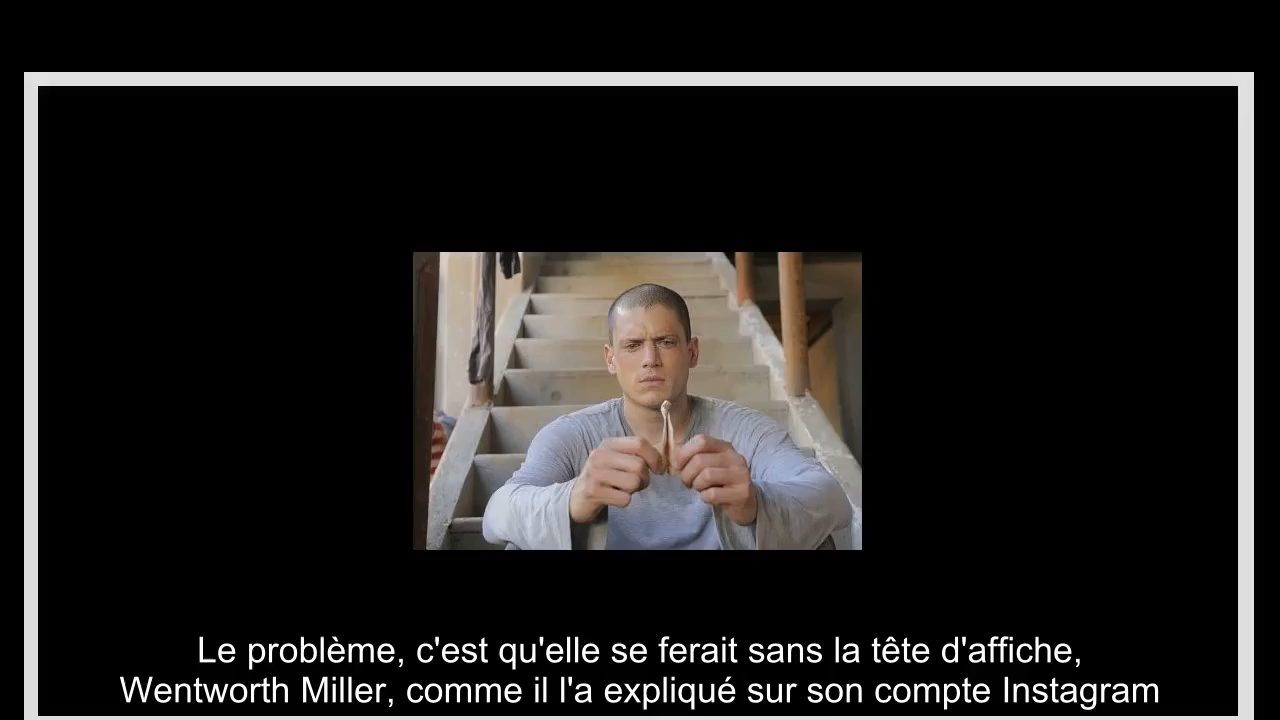 Le problème, c'est qu'elle se ferait sans la tête d'affiche,
Wentworth Miller, comme il l'a expliqué sur son compte Instagram